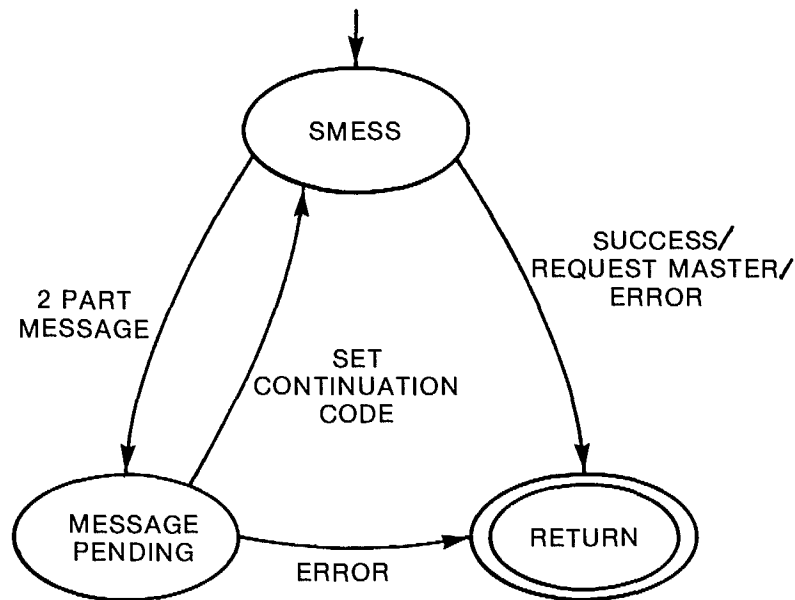 SMESS
SUCCESS/
REQUEST MASTER/
ERROR
2 PART
MESSAGE
SET
CONTINUATION
CODE
MESSAGE
PENDING
RETURN
ERROR